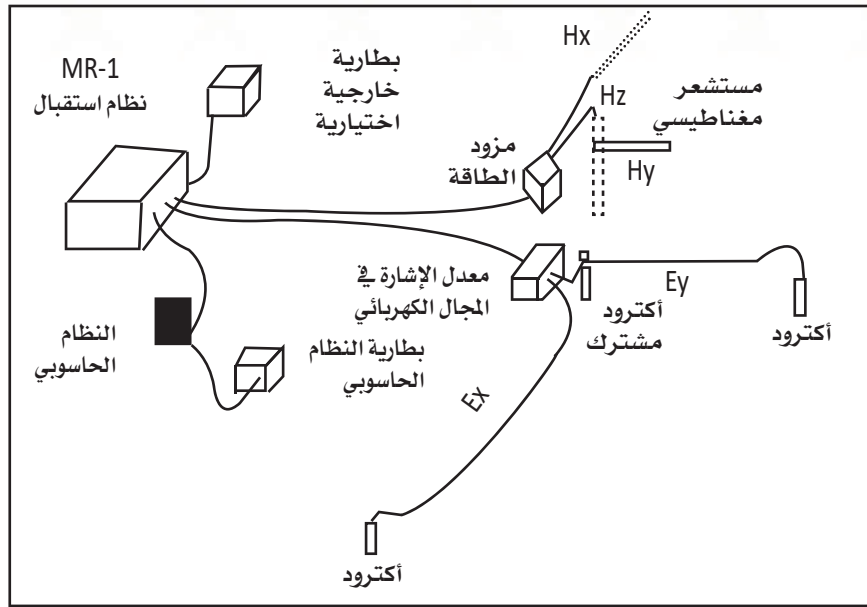 MR-1
نظام استقبال
بطارية
خارجية
اختيارية
Hx
Hz
مستشعر
مغناطيسي
Hy
مزود
الطاقة
معدل الإشارة في
المجال الكهربائي
Ey
أكترود
مشترك
أكترود
النظام
الحاسوبي
بطارية النظام
الحاسوبي
Ex
أكترود